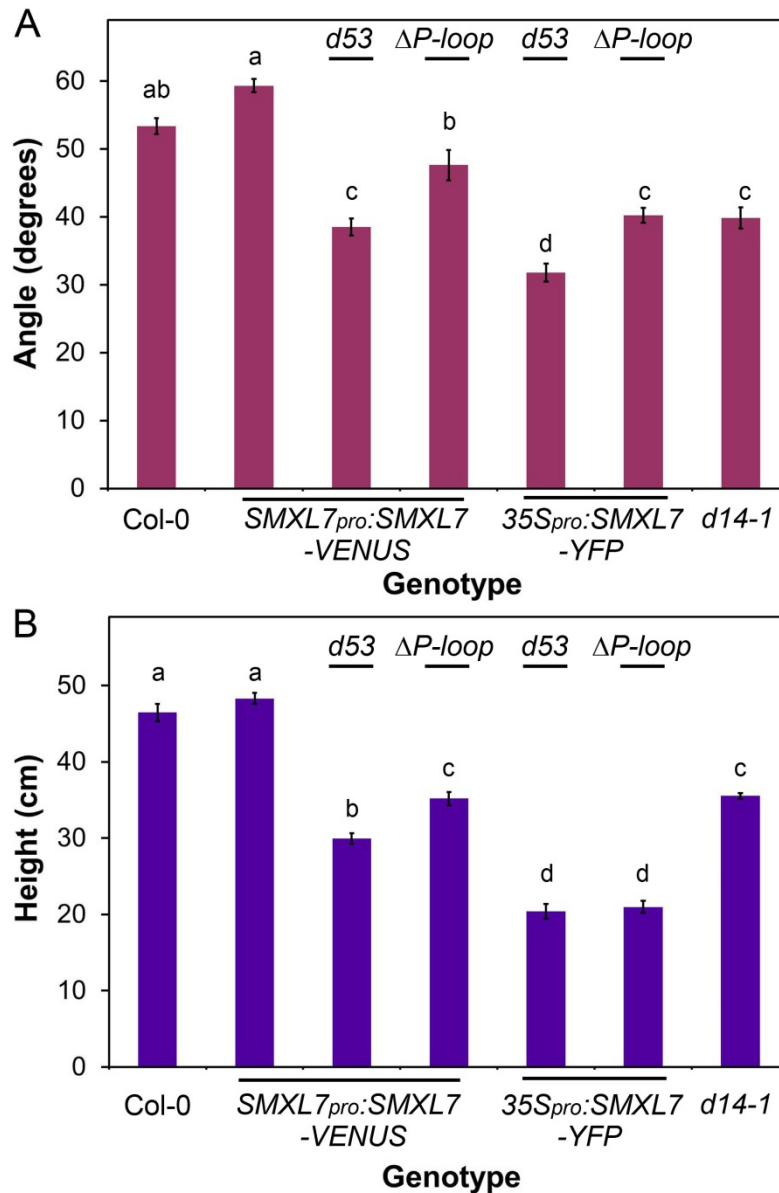 A
d53 ΔP-loop d53 ΔP-loop
Angle (degrees)
60
50
40
30
20
10
0
ab
a
c
b
d
c
c
Col-0
SMXL7pro:SMXL7
-VENUS
35Spro:SMXL7
-YFP
d14-1
Genotype
B
d53 ΔP-loop d53 ΔP-loop
Height (cm)
50
40
30
20
10
0
a
a
b
c
d
d
c
Col-0
SMXL7pro:SMXL7
-VENUS
35Spro:SMXL7
-YFP
d14-1
Genotype